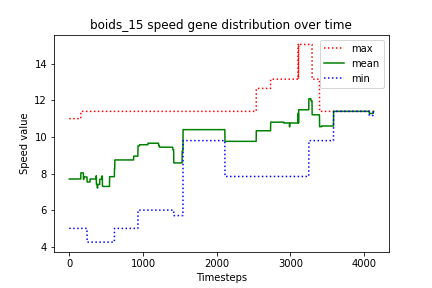 boids_15 speed gene distribution over time
max
mean
min
Speed value
14
12
10
8
6
4
0
1000
2000
3000
4000
Timesteps